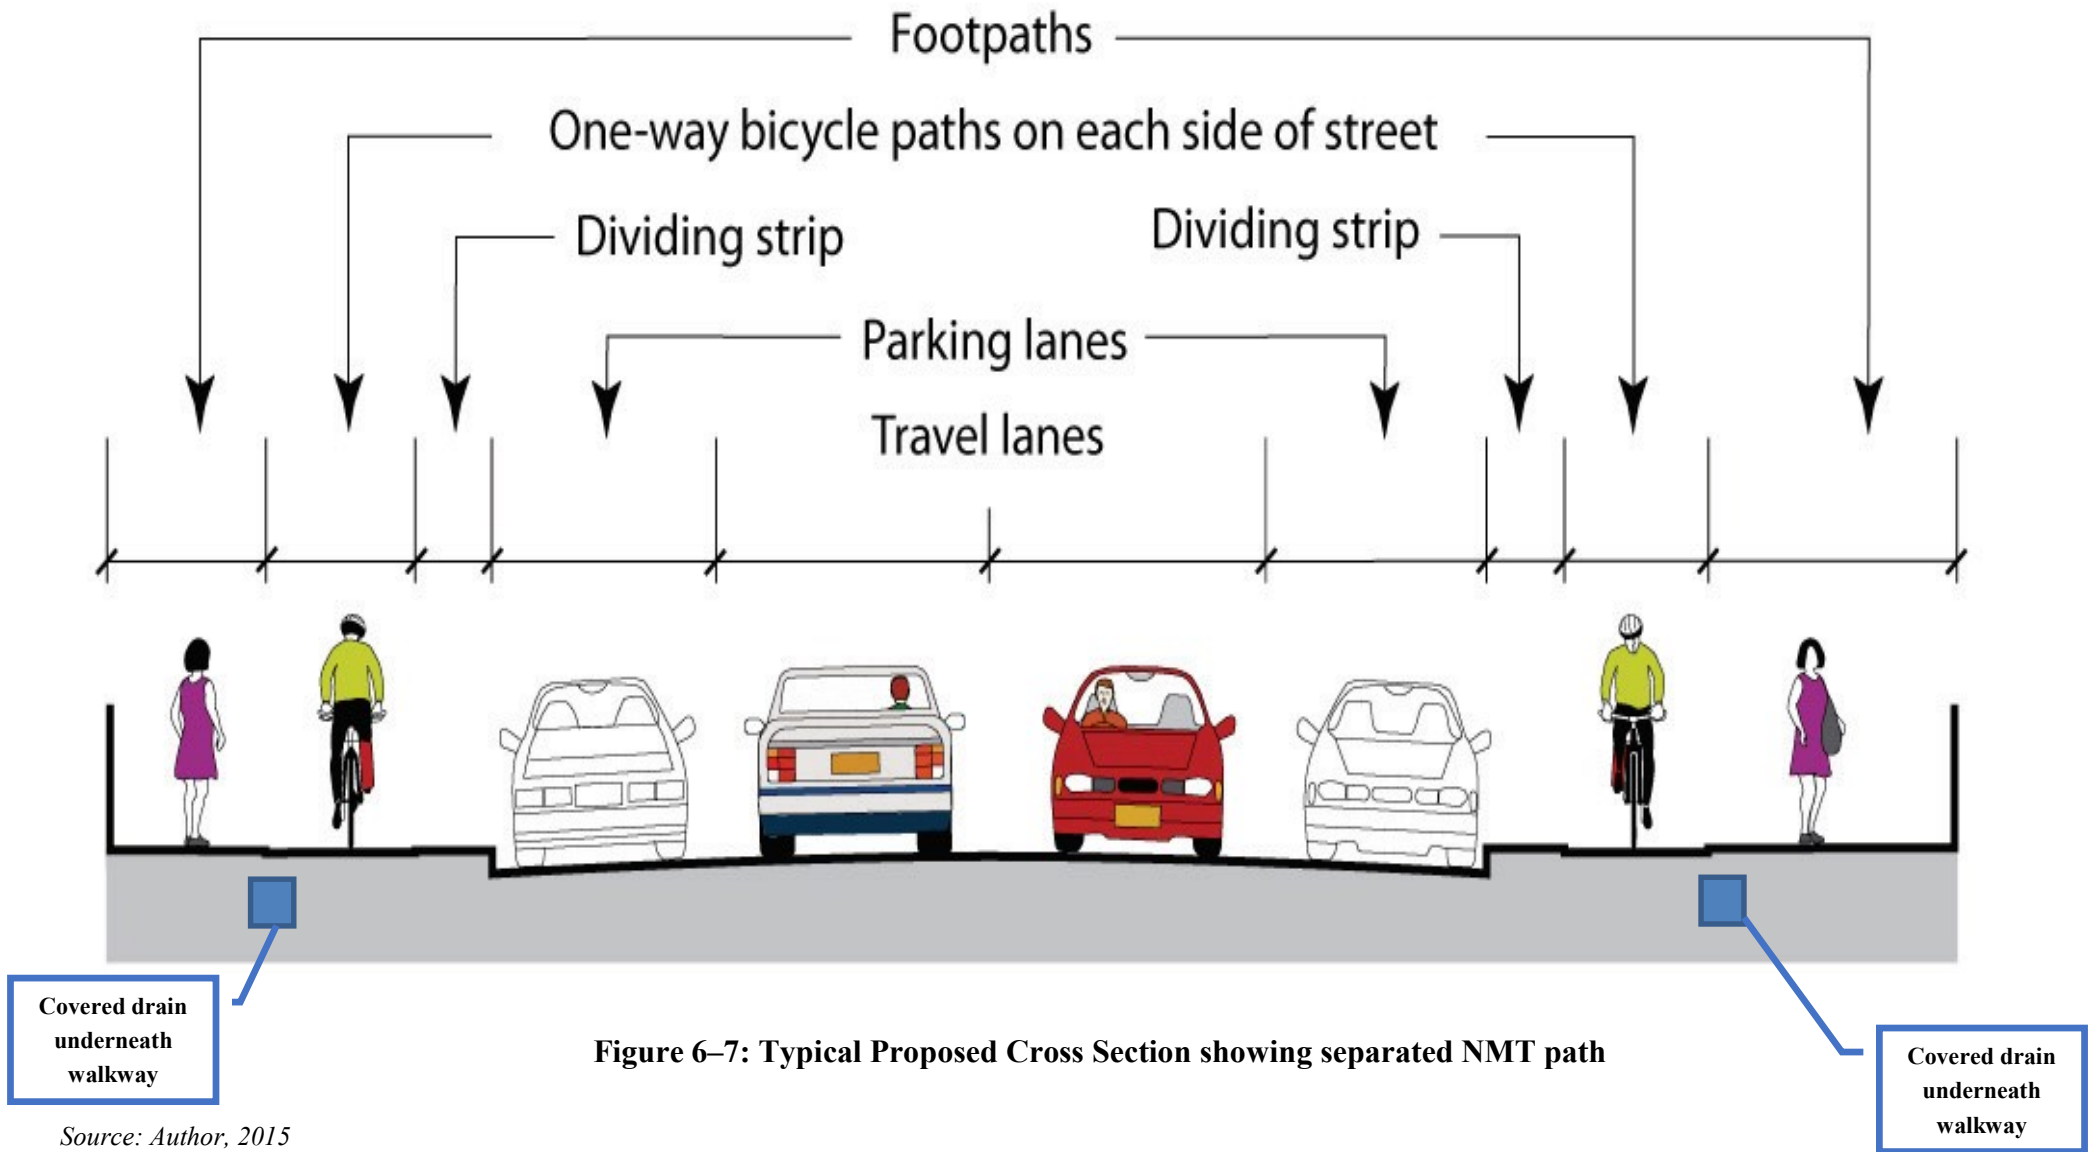 Footpaths
One-way bicycle paths on each side of street
Dividing strip
Dividing strip
Parking lanes
Travel lanes
Covered drain
underneath
walkway
Figure 6–7: Typical Proposed Cross Section showing separated NMT path
Covered drain
underneath
walkway
Source: Author, 2015